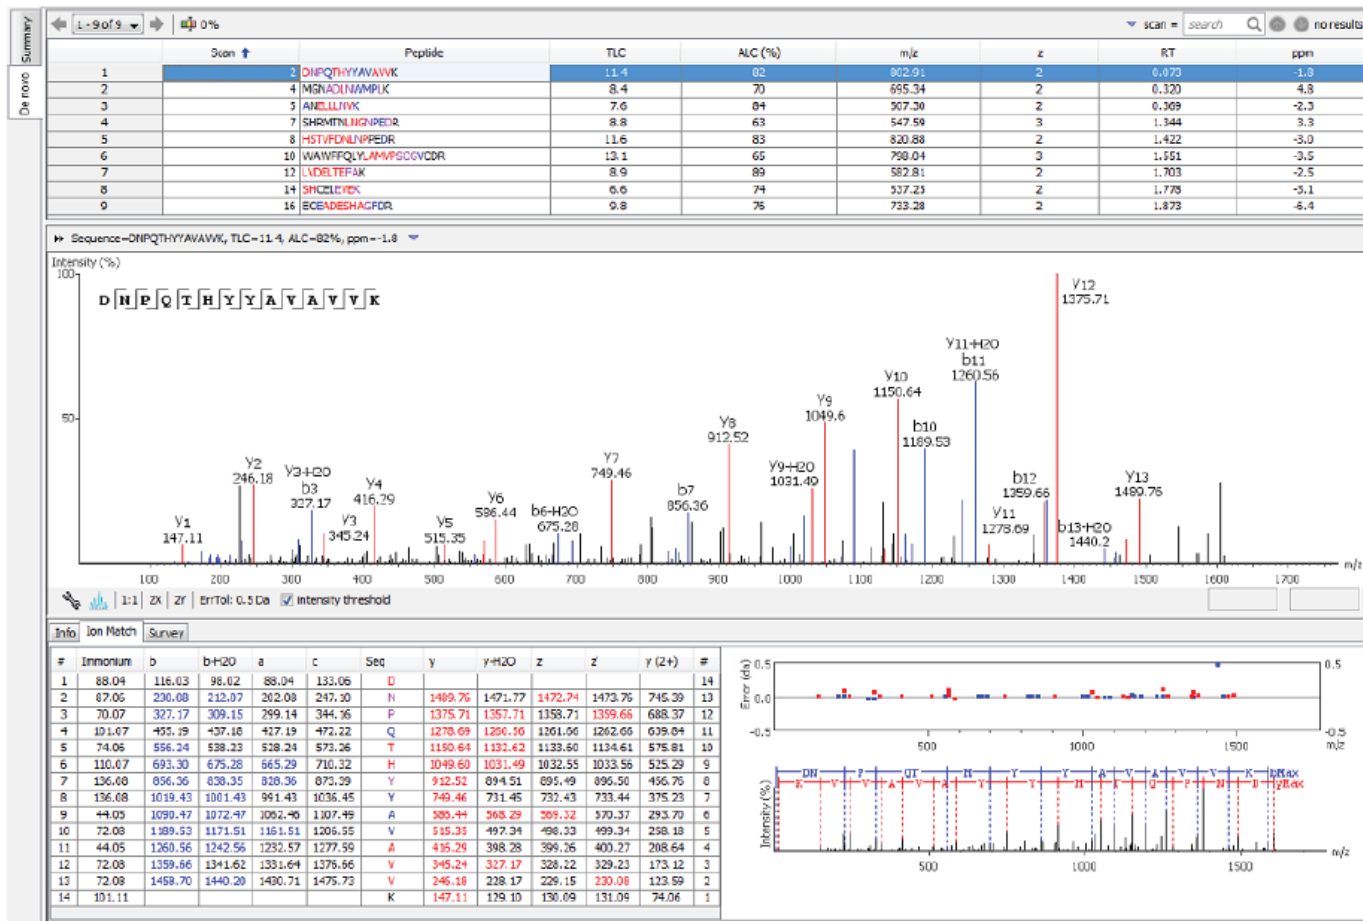 Summary
De novo
1 - 9 of 9 0% scan = search no results
Scan Peptide TLC ALC (%) m/z z RT ppm
1 2 DNPQTHYYAVAVVK 11.4 82 802.91 2 0.073 -1.8
2 4 MGNADLNWMPLK 8.4 70 695.34 2 0.320 4.8
3 5 ANELLLNVK 7.6 84 507.30 2 0.369 -2.3
4 7 SHRMTNLNGNPEDR 8.8 63 547.59 3 1.344 3.3
5 8 HSTVFDNLNPPEDR 11.6 83 820.88 2 1.422 -3.0
6 10 WAWFFQLYLAMVPSCGVCDR 13.1 65 798.04 3 1.551 -3.5
7 12 LVDELTEFAK 8.9 89 582.81 2 1.703 -2.5
8 14 SHCELEVEK 6.6 74 537.25 2 1.778 -3.1
9 16 ECEADESHAGFDR 9.8 76 733.28 2 1.873 -6.4
Sequence=DNPQTHYYAVAVVK, TLC=11.4, ALC=82%, ppm=-1.8
Intensity (%)
100
D N P Q T H Y Y A V A V V K
y12
1375.71
y11-H2O
b11
1260.56
y10
1150.64
y9
1049.6
50
y8
912.52
b10
1189.53
y2
246.18
y3-H2O
b3
327.17
y4
416.29
y7
749.46
y9-H2O
1031.49
b12
1359.66
y13
1489.76
y1
147.11
y3
345.24
y5
515.35
y6
586.44
b6-H2O
675.28
b7
856.36
y11
1278.69
b13-H2O
1440.2
100 200 300 400 500 600 700 800 900 1000 1100 1200 1300 1400 1500 1600 1700 m/z
1:1 2X 2Y ErrTol: 0.5 Da intensity threshold
Info Ion Match Survey
# Immonium b b-H2O a c Seq y y-H2O z z' y (2+) #
1 88.04 116.03 98.02 88.04 133.06 D 14
2 87.06 230.08 212.07 202.08 247.10 N 1489.76 1471.77 1472.74 1473.76 745.39 13
3 70.07 327.17 309.15 299.14 344.16 P 1375.71 1357.71 1358.71 1359.66 688.37 12
4 101.07 455.19 437.18 427.19 472.22 Q 1278.69 1260.56 1261.66 1262.66 639.84 11
5 74.06 556.24 538.23 528.24 573.26 T 1150.64 1132.62 1133.60 1134.61 575.81 10
6 110.07 693.30 675.28 665.29 710.32 H 1049.60 1031.49 1032.55 1033.56 525.29 9
7 136.08 856.36 838.35 828.36 873.39 Y 912.52 894.51 895.49 896.50 456.76 8
8 136.08 1019.43 1001.43 991.43 1036.45 Y 749.46 731.45 732.43 733.44 375.23 7
9 44.05 1090.47 1072.47 1062.46 1107.49 A 586.44 568.29 569.32 570.37 293.70 6
10 72.08 1189.53 1171.51 1161.51 1206.55 V 515.35 497.34 498.33 499.34 258.18 5
11 44.05 1260.56 1242.56 1232.57 1277.59 A 416.29 398.28 399.26 400.27 208.64 4
12 72.08 1359.66 1341.62 1331.64 1376.66 V 345.24 327.17 328.22 329.23 173.12 3
13 72.08 1458.70 1440.20 1430.71 1475.73 V 246.18 228.17 229.15 230.08 123.59 2
14 101.11 K 147.11 129.10 130.09 131.09 74.06 1
Error (da)
0.5 0.5
0.0
-0.5 -0.5
500 1000 1500 m/z
DN P QT H Y Y A V A V V K bMax
K V V A V A Y Y H T Q P N D yMax
Intensity (%)
500 1000 1500 m/z